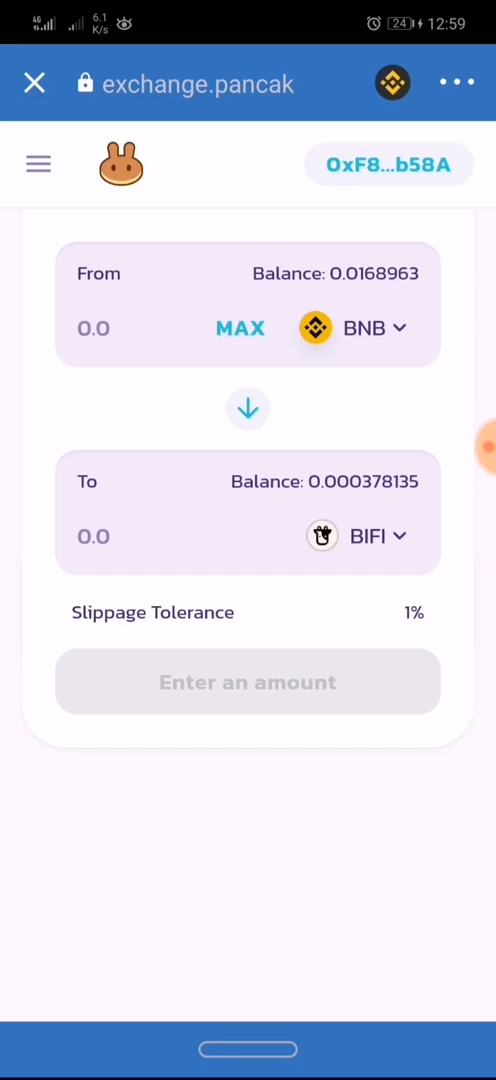 4G 6.1 K/s 24 12:59
exchange.pancak
0xF8...b58A
From Balance: 0.0168963
0.0 MAX BNB
To Balance: 0.000378135
0.0 BIFI
Slippage Tolerance 1%
Enter an amount